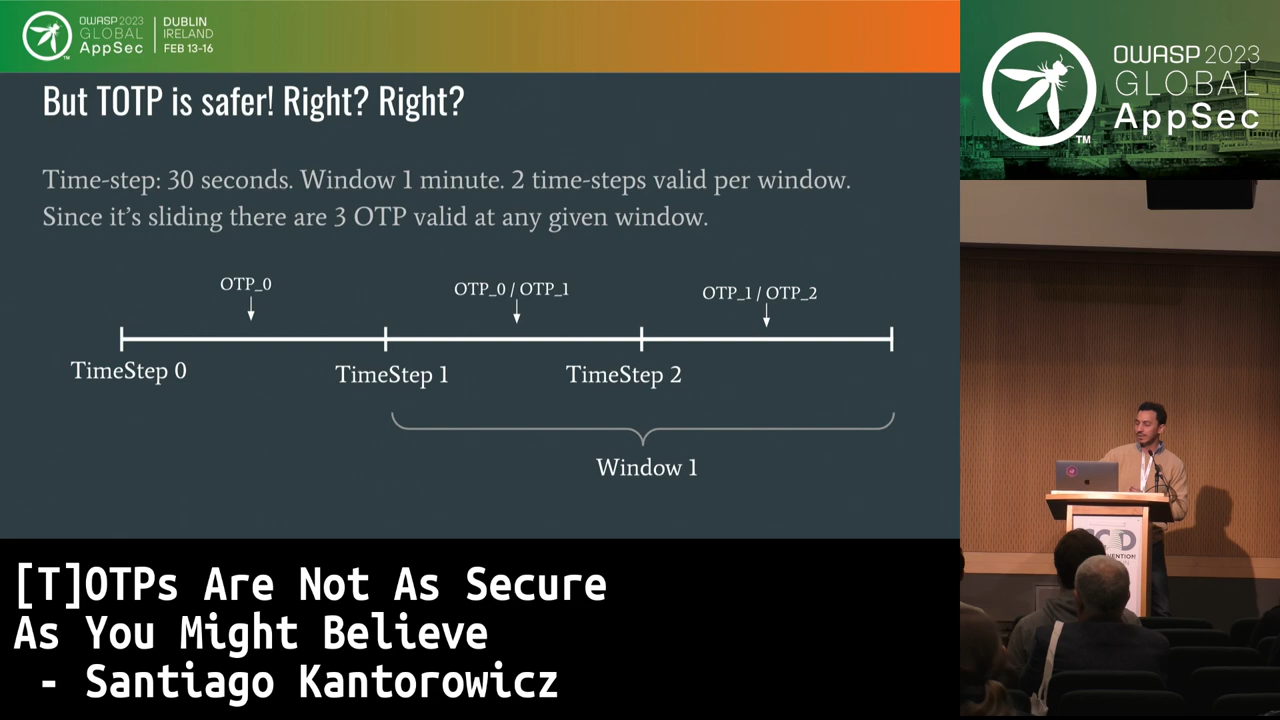 OWASP 2023
GLOBAL
AppSec
DUBLIN
IRELAND
FEB 13-16
TM
OWASP 2023
GLOBAL
AppSec
TM
But TOTP is safer! Right? Right?
Time-step: 30 seconds. Window 1 minute. 2 time-steps valid per window.
Since it's sliding there are 3 OTP valid at any given window.
OTP_0
OTP_0 / OTP_1
OTP_1 / OTP_2
TimeStep 0
TimeStep 1
TimeStep 2
Window 1
[T]OTPs Are Not As Secure
As You Might Believe
- Santiago Kantorowicz